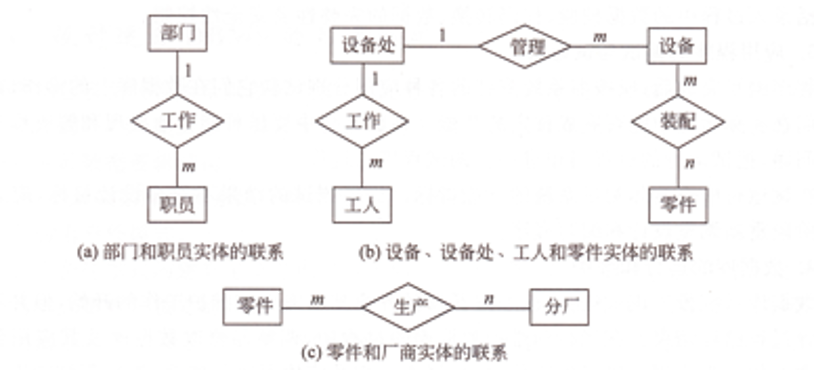 部门
1
工作
m
职员
(a) 部门和职员实体的联系
设备处 1 管理 m 设备
1 m
工作 装配
m n
工人 零件
(b) 设备、设备处、工人和零件实体的联系
零件 m 生产 n 分厂
(c) 零件和厂商实体的联系